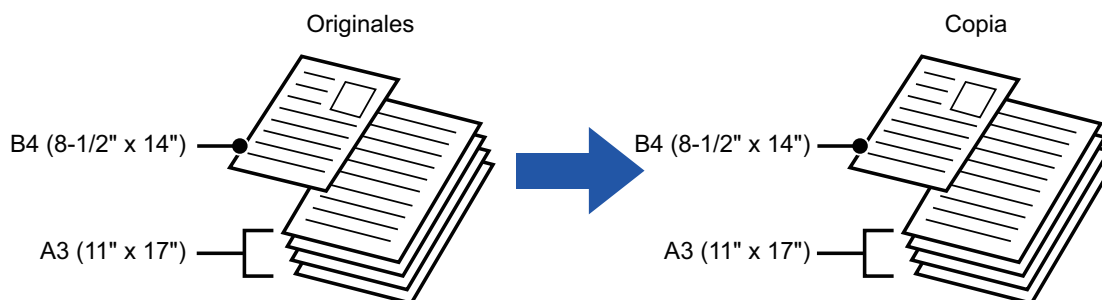 Originales
Copia
B4 (8-1/2" x 14")
B4 (8-1/2" x 14")
A3 (11" x 17")
A3 (11" x 17")